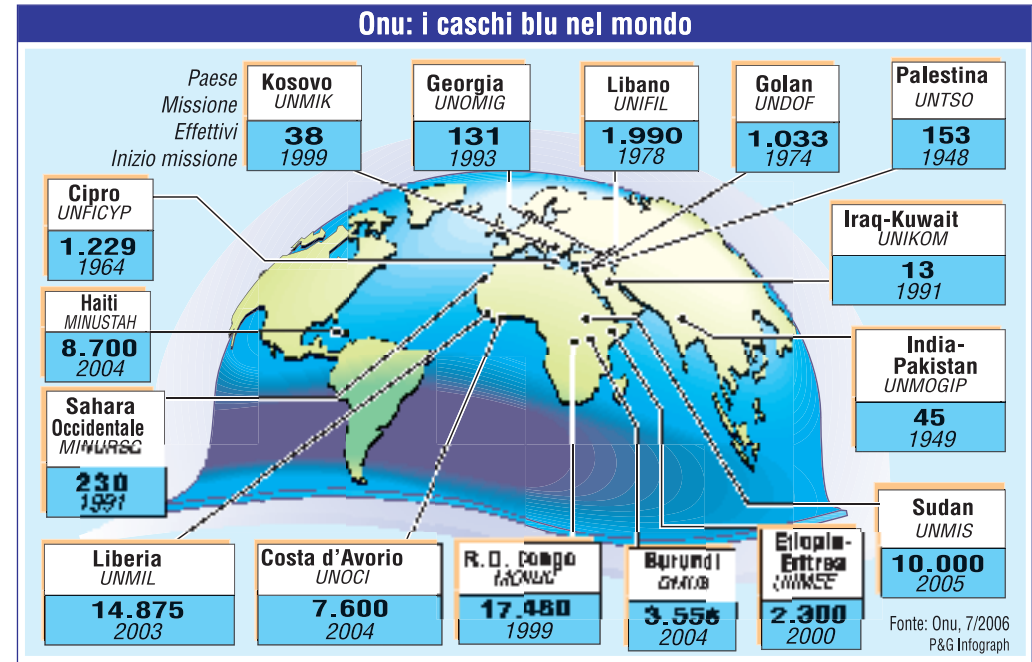 Onu: i caschi blu nel mondo
Paese
Missione
Effettivi
Inizio missione
Kosovo
UNMIK
38
1999
Georgia
UNOMIG
131
1993
Libano
UNIFIL
1.990
1978
Golan
UNDOF
1.033
1974
Palestina
UNTSO
153
1948
Cipro
UNFICYP
1.229
1964
Iraq-Kuwait
UNIKOM
13
1991
Haiti
MINUSTAH
8.700
2004
India-
Pakistan
UNMOGIP
45
1949
Sahara
Occidentale
MINURSO
230
1991
Sudan
UNMIS
10.000
2005
Liberia
UNMIL
14.875
2003
Costa d'Avorio
UNOCI
7.600
2004
R.D. Congo
MONUC
17.480
1999
Burundi
2004
Etiopia-
Eritrea
UNMEE
2.300
2000
Fonte: Onu, 7/2006
P&G Infograph